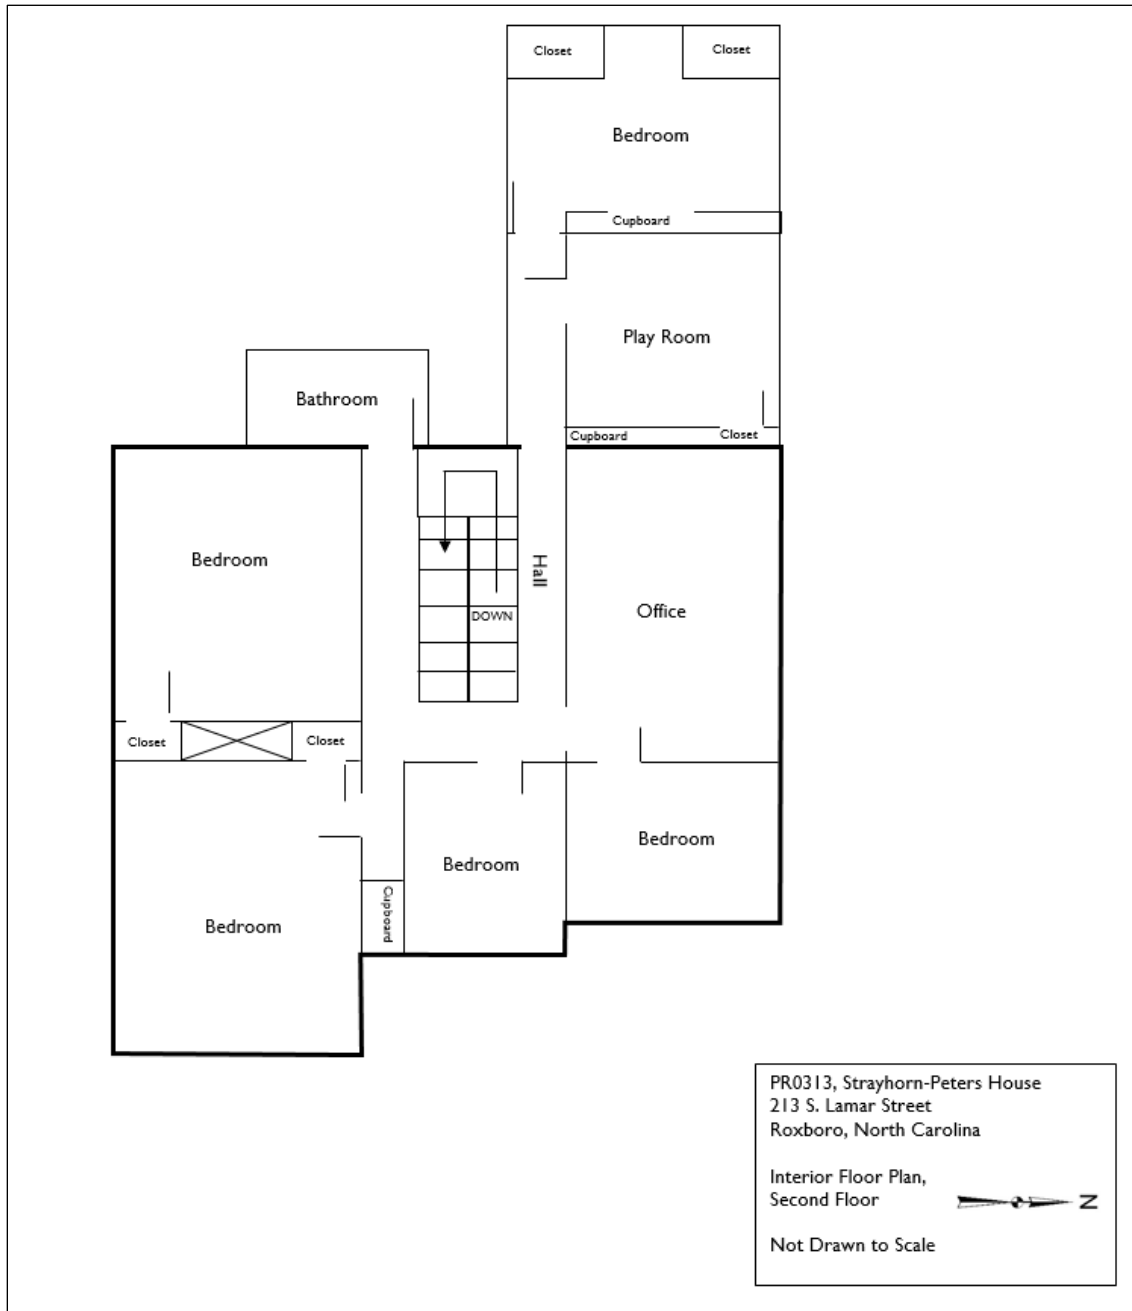 Closet
Closet
Bedroom
Cupboard
Play Room
Bathroom
Cupboard
Closet
Bedroom
Hall
Office
DOWN
Closet
Closet
Bedroom
Bedroom
Cupboard
Bedroom
PR0313, Strayhorn-Peters House
213 S. Lamar Street
Roxboro, North Carolina
Interior Floor Plan,
Second Floor
N
Not Drawn to Scale